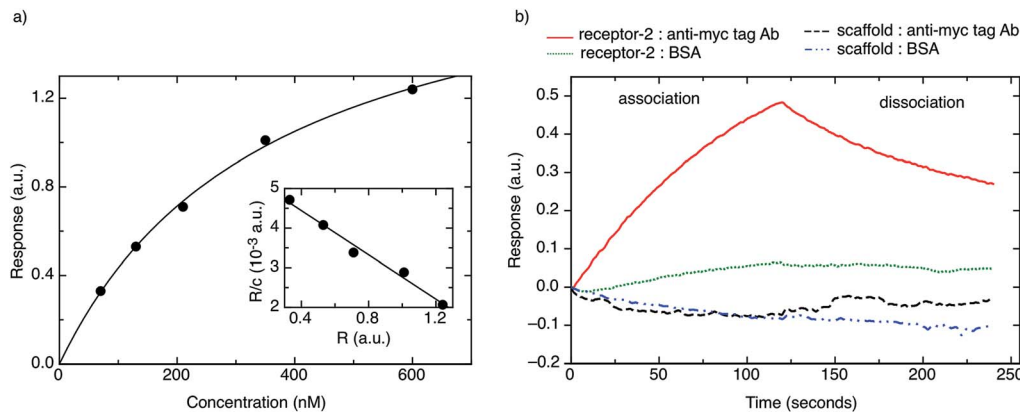 a)
Response (a.u.)
1.2
0.8
0.4
0.0
0 200 400 600
Concentration (nM)
R/c (10-3 a.u.)
5
4
3
2
0.4 0.8 1.2
R (a.u.)
b)
receptor-2 : anti-myc tag Ab
receptor-2 : BSA
scaffold : anti-myc tag Ab
scaffold : BSA
association
dissociation
Response (a.u.)
0.5
0.4
0.3
0.2
0.1
0.0
−0.1
−0.2
0 50 100 150 200 250
Time (seconds)